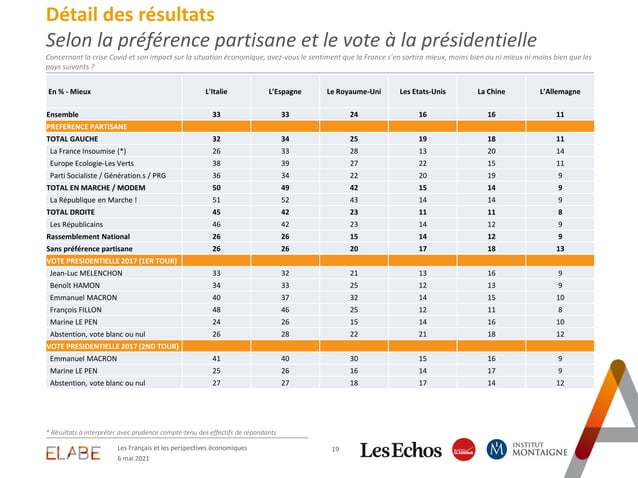 Détail des résultats
Selon la préférence partisane et le vote à la présidentielle
Concernant la crise Covid et son impact sur la situation économique, avez-vous le sentiment que la France s'en sortira mieux, moins bien ou ni mieux ni moins bien que les
pays suivants ?
En % - Mieux L'Italie L'Espagne Le Royaume-Uni Les Etats-Unis La Chine L'Allemagne
Ensemble 33 33 24 16 16 11
PREFERENCE PARTISANE
TOTAL GAUCHE 32 34 25 19 18 11
La France Insoumise (*) 26 33 28 13 20 14
Europe Ecologie-Les Verts 38 39 27 22 15 11
Parti Socialiste / Génération.s / PRG 36 34 22 20 19 9
TOTAL EN MARCHE / MODEM 50 49 42 15 14 9
La République en Marche ! 51 52 43 14 14 9
TOTAL DROITE 45 42 23 11 11 8
Les Républicains 46 42 23 14 12 9
Rassemblement National 26 26 15 14 12 9
Sans préférence partisane 26 26 20 17 18 13
VOTE PRESIDENTIELLE 2017 (1ER TOUR)
Jean-Luc MELENCHON 33 32 21 13 16 9
Benoît HAMON 34 33 25 12 13 9
Emmanuel MACRON 40 37 32 14 15 10
François FILLON 48 46 25 12 11 8
Marine LE PEN 24 26 15 14 16 10
Abstention, vote blanc ou nul 26 28 22 21 18 12
VOTE PRESIDENTIELLE 2017 (2ND TOUR)
Emmanuel MACRON 41 40 30 15 16 9
Marine LE PEN 25 26 16 14 17 9
Abstention, vote blanc ou nul 27 27 18 17 14 12
* Résultats à interpréter avec prudence compte-tenu des effectifs de répondants
ELABE
Les Français et les perspectives économiques
6 mai 2021
19
Les Echos
RADIO CLASSIQUE
INSTITUT
MONTAIGNE